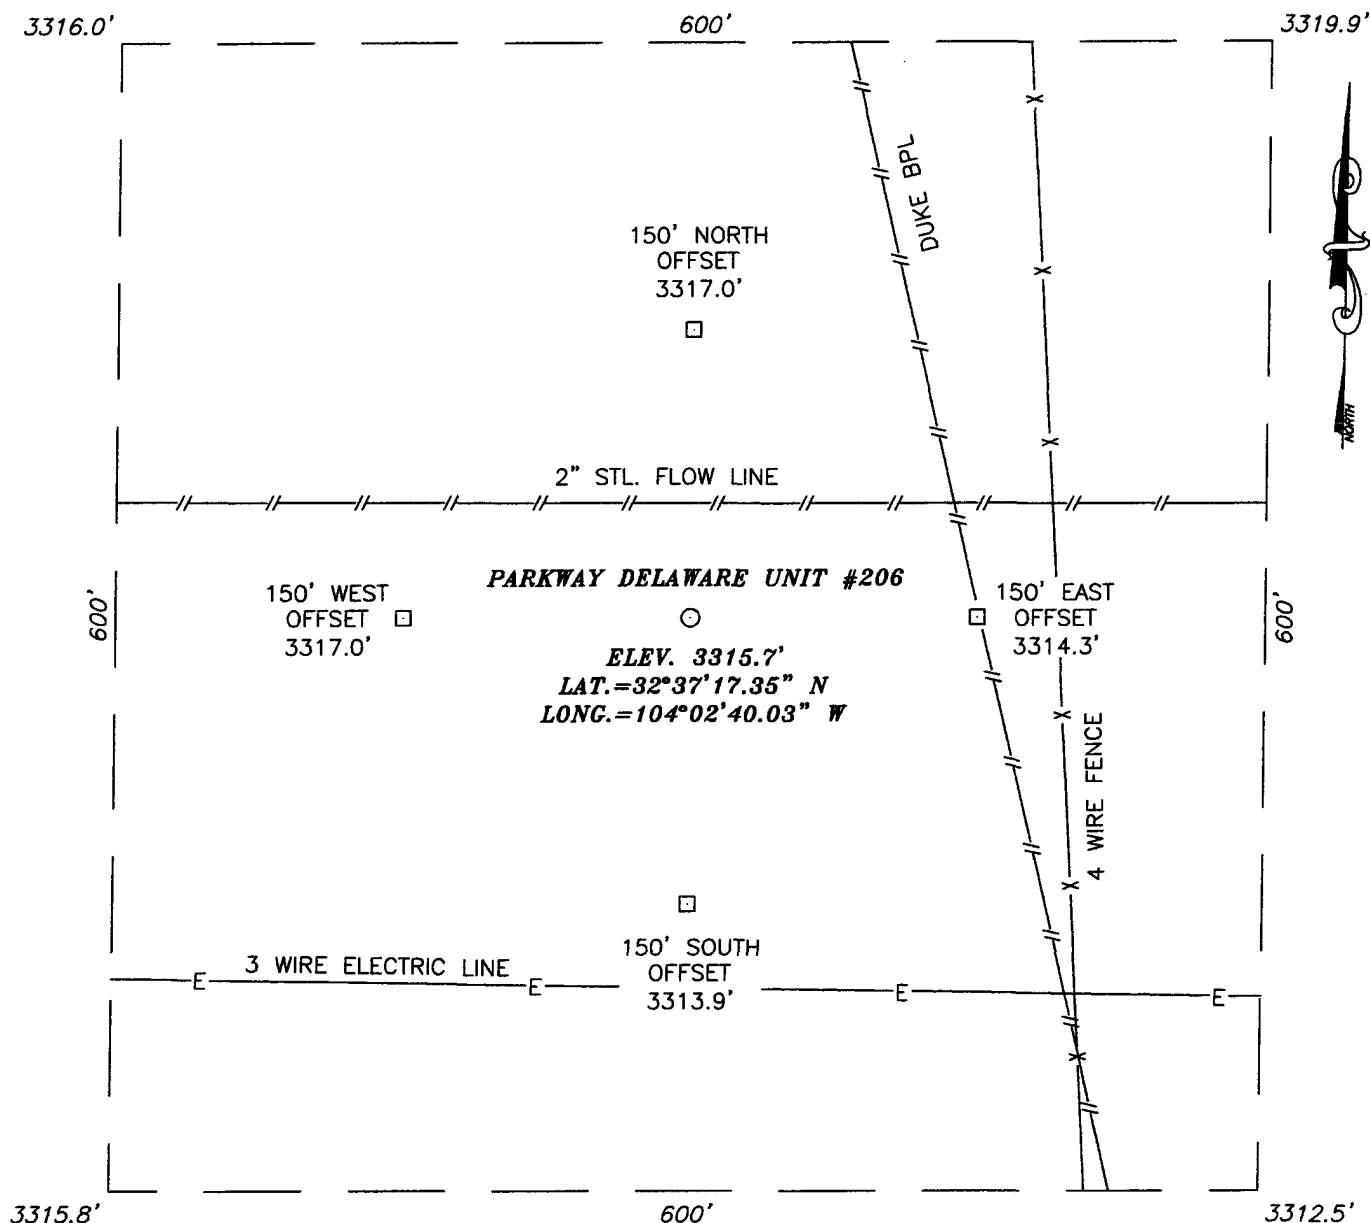 3316.0'
600'
3319.9'
DUKE BPL
150' NORTH
OFFSET
3317.0'
NORTH
2" STL. FLOW LINE
PARKWAY DELAWARE UNIT #206
150' WEST
OFFSET
3317.0'
600'
150' EAST
OFFSET
3314.3'
600'
ELEV. 3315.7'
LAT.=32°37'17.35" N
LONG.=104°02'40.03" W
4 WIRE FENCE
150' SOUTH
OFFSET
3313.9'
3 WIRE ELECTRIC LINE
E
E
E
E
3315.8'
600'
3312.5'